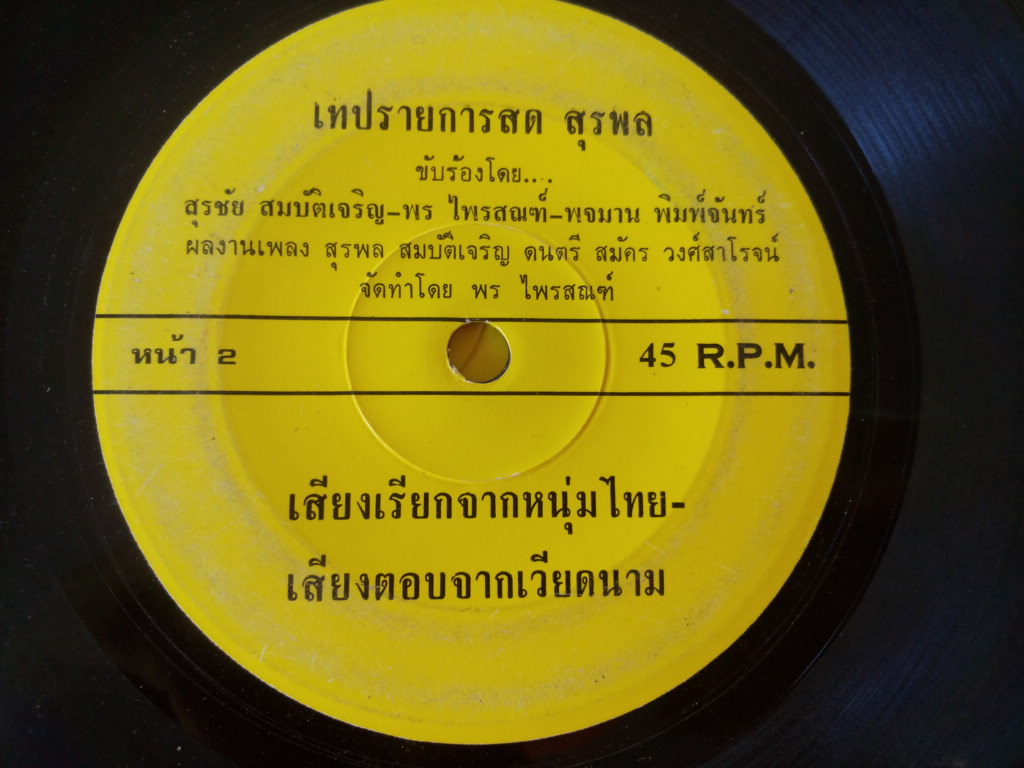 เทปรายการสด สุรพล
ขับร้องโดย....
สุรชัย สมบัติเจริญ-พร ไพรสณฑ์-พจมาน พิมพ์จันทร์
ผลงานเพลง สุรพล สมบัติเจริญ ดนตรี สมัคร วงศ์สาโรจน์
จัดทำโดย พร ไพรสณฑ์
หน้า 2 45 R.P.M.
เสียงเรียกจากหนุ่มไทย-
เสียงตอบจากเวียดนาม